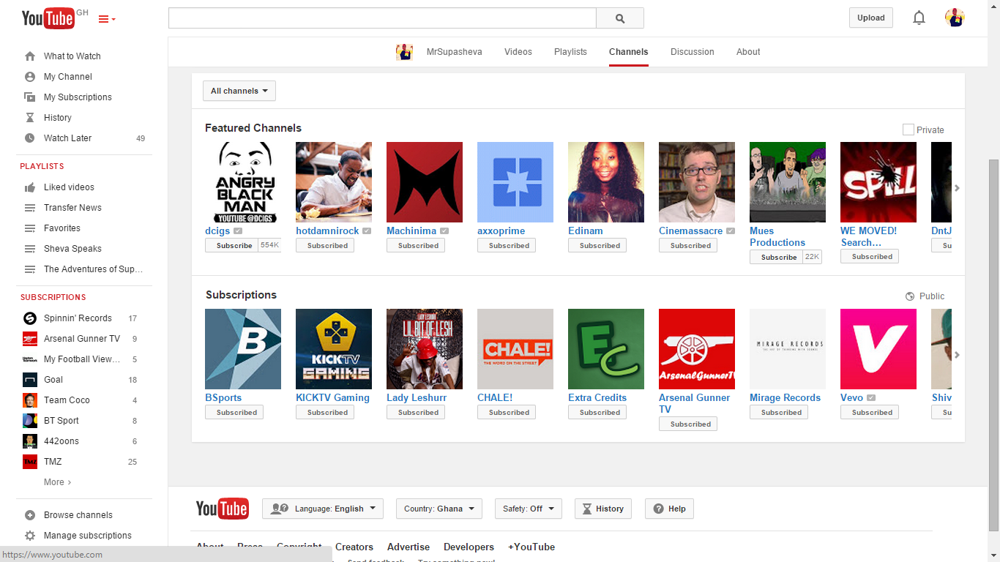 YouTube GH
Upload
What to Watch
My Channel
My Subscriptions
History
Watch Later 49
PLAYLISTS
Liked videos
Transfer News
Favorites
Sheva Speaks
The Adventures of Sup...
SUBSCRIPTIONS
Spinnin' Records 17
Arsenal Gunner TV 9
My Football View... 5
Goal 18
Team Coco 4
BT Sport 8
442oons 6
TMZ
TMZ 25
More ›
Browse channels
Manage subscriptions
MrSupasheva Videos Playlists Channels Discussion About
All channels
Featured Channels Private
ANGRY
BLACK
MAN
YOUTUBE @DCIGS
SPILL
dcigs hotdamnirock Machinima axxoprime Edinam Cinemassacre Mues Productions WE MOVED! Search... DntJ
Subscribe 554K Subscribed Subscribed Subscribed Subscribed Subscribed Subscribe 22K Subscribed Su
Subscriptions Public
B
KICKTV
GAMING
LADY LESHURR
LIL BIT OF LESH
CHALE!
THE WORD ON THE STREET
EC
ArsenalGunnerTV
MIRAGE RECORDS
V
BSports KICKTV Gaming Lady Leshurr CHALE! Extra Credits Arsenal Gunner TV Mirage Records Vevo Shiv
Subscribed Subscribed Subscribed Subscribed Subscribed Subscribed Subscribed Subscribed Su
YouTube Language: English Country: Ghana Safety: Off History Help
About Press Copyright Creators Advertise Developers +YouTube
Send feedback Try something new!
https://www.youtube.com